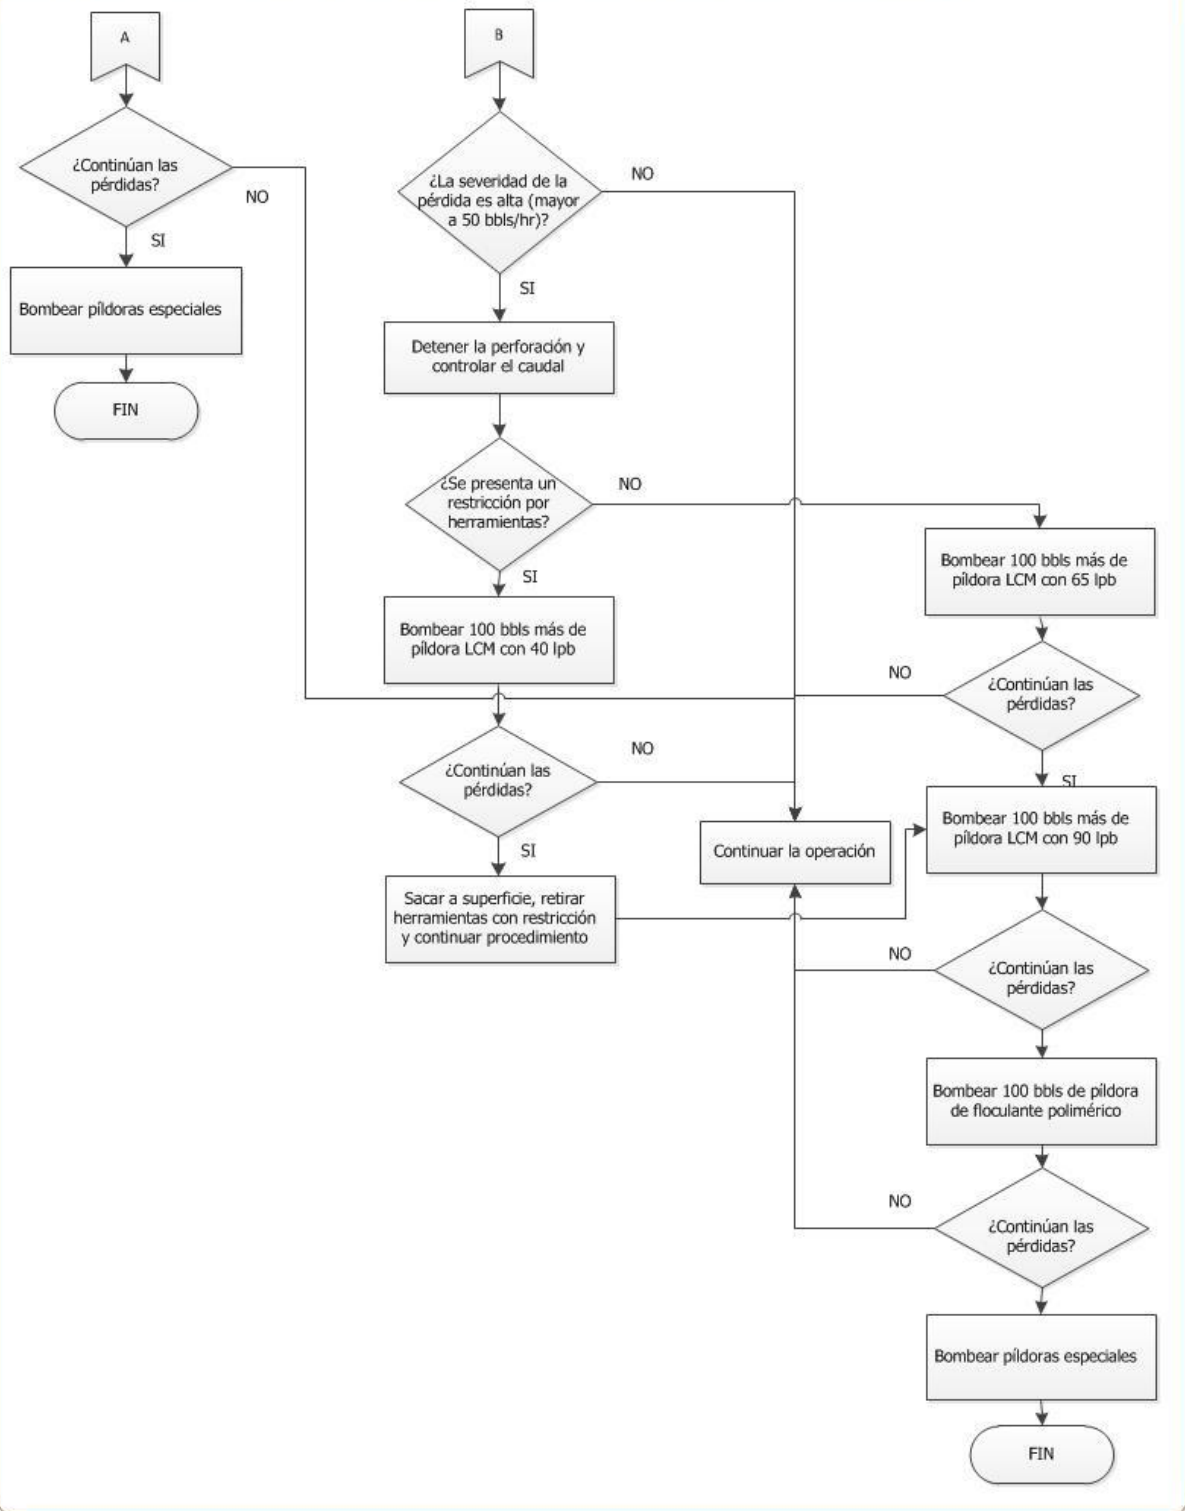 A
¿Continúan las
pérdidas?
NO
SI
Bombear píldoras especiales
FIN
B
¿La severidad de la
pérdida es alta (mayor
a 50 bbls/hr)?
NO
SI
Detener la perforación y
controlar el caudal
¿Se presenta un
restricción por
herramientas?
NO
SI
Bombear 100 bbls más de
píldora LCM con 40 lpb
¿Continúan las
pérdidas?
NO
SI
Sacar a superficie, retirar
herramientas con restricción
y continuar procedimiento
Continuar la operación
Bombear 100 bbls más de
píldora LCM con 65 lpb
¿Continúan las
pérdidas?
NO
SI
Bombear 100 bbls más de
píldora LCM con 90 lpb
¿Continúan las
pérdidas?
NO
Bombear 100 bbls de píldora
de floculante polimérico
¿Continúan las
pérdidas?
NO
Bombear píldoras especiales
FIN